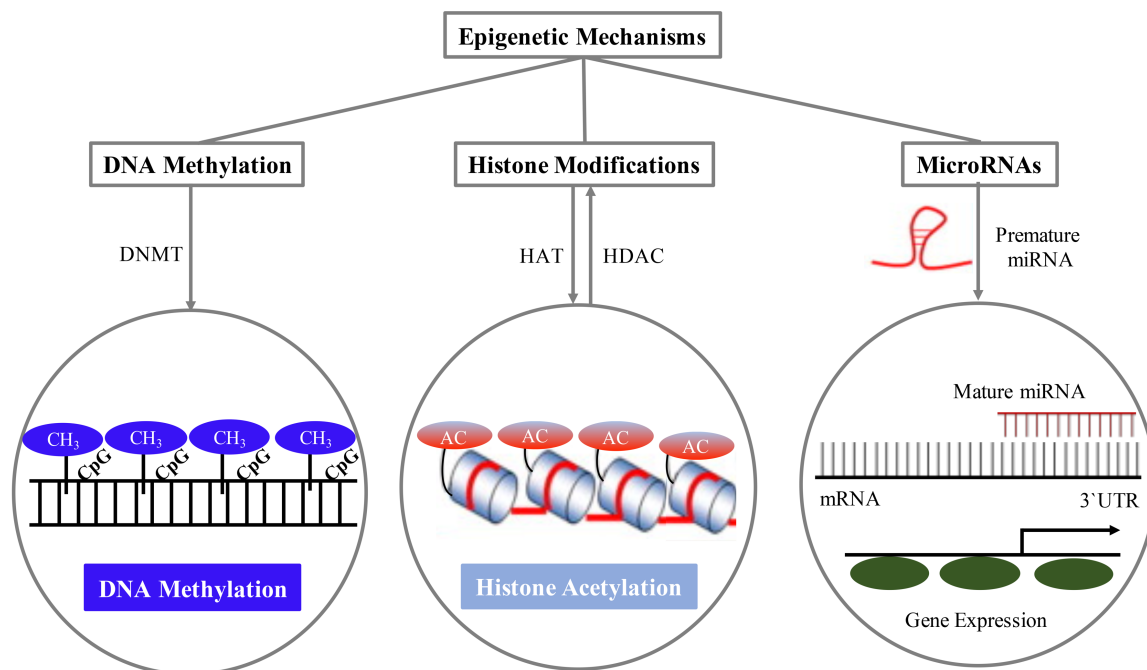 Epigenetic Mechanisms
DNA Methylation
Histone Modifications
MicroRNAs
DNMT
HAT
HDAC
Premature
miRNA
CH₃
CH₃
CH₃
CH₃
CpG
CpG
CpG
CpG
DNA Methylation
AC
AC
AC
AC
Histone Acetylation
Mature miRNA
mRNA
3`UTR
Gene Expression